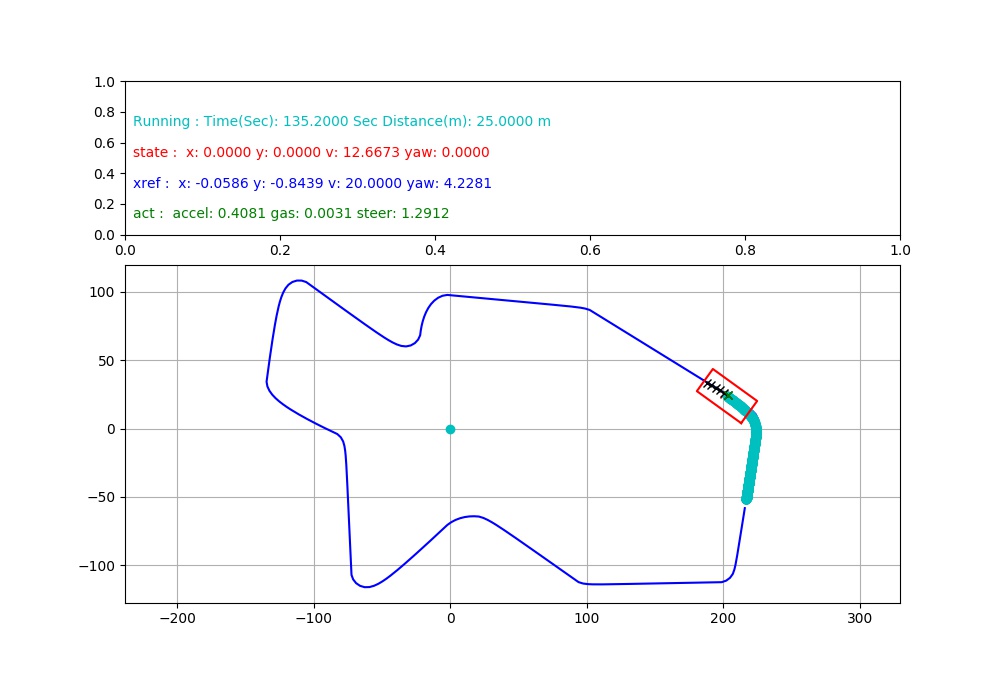 1.0
0.8
0.6
0.4
0.2
0.0
Running : Time(Sec): 135.2000 Sec Distance(m): 25.0000 m
state :  x: 0.0000 y: 0.0000 v: 12.6673 yaw: 0.0000
xref :  x: -0.0586 y: -0.8439 v: 20.0000 yaw: 4.2281
act :  accel: 0.4081 gas: 0.0031 steer: 1.2912
0.0 0.2 0.4 0.6 0.8 1.0
100
50
0
−50
−100
−200 −100 0 100 200 300